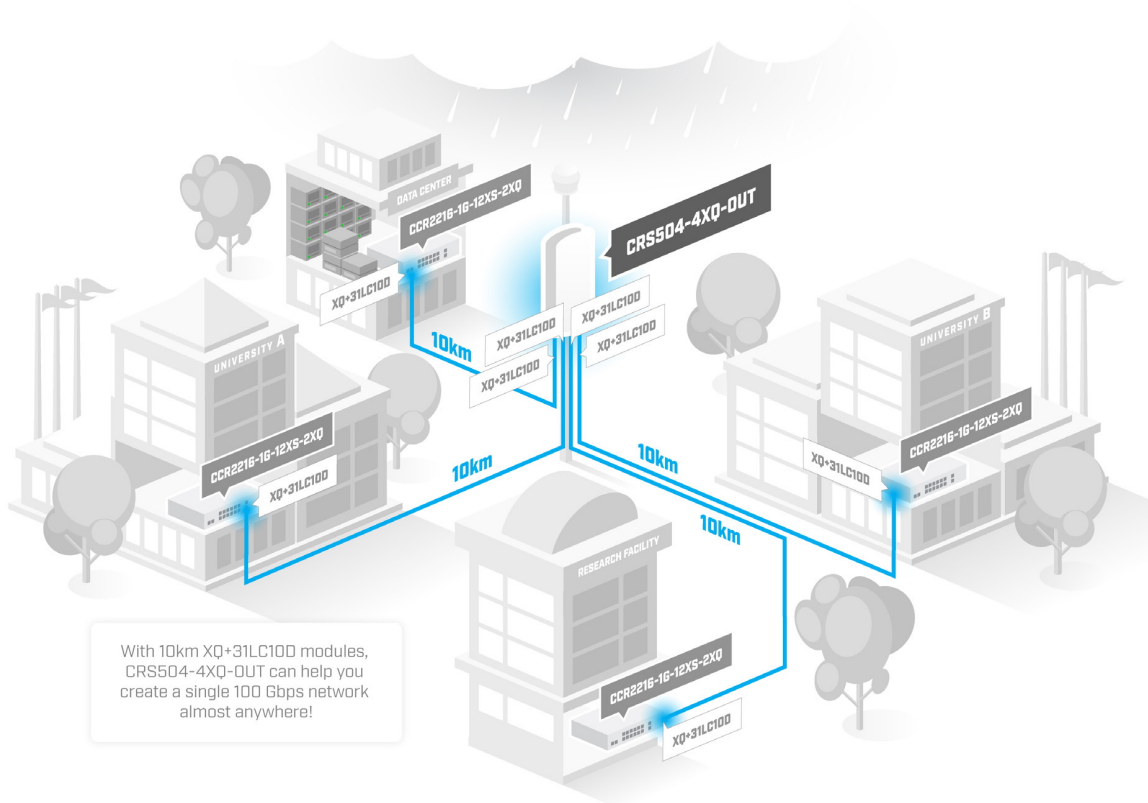 DATA CENTER
CCR2216-1G-12XS-2XQ
CRS504-4XQ-OUT
XQ+31LC10D
XQ+31LC10D
XQ+31LC10D
XQ+31LC10D
XQ+31LC10D
10km
UNIVERSITY A
UNIVERSITY B
CCR2216-1G-12XS-2XQ
XQ+31LC10D
10km
10km
XQ+31LC10D
CCR2216-1G-12XS-2XQ
10km
RESEARCH FACILITY
CCR2216-1G-12XS-2XQ
XQ+31LC10D
With 10km XQ+31LC10D modules,
CRS504-4XQ-OUT can help you
create a single 100 Gbps network
almost anywhere!